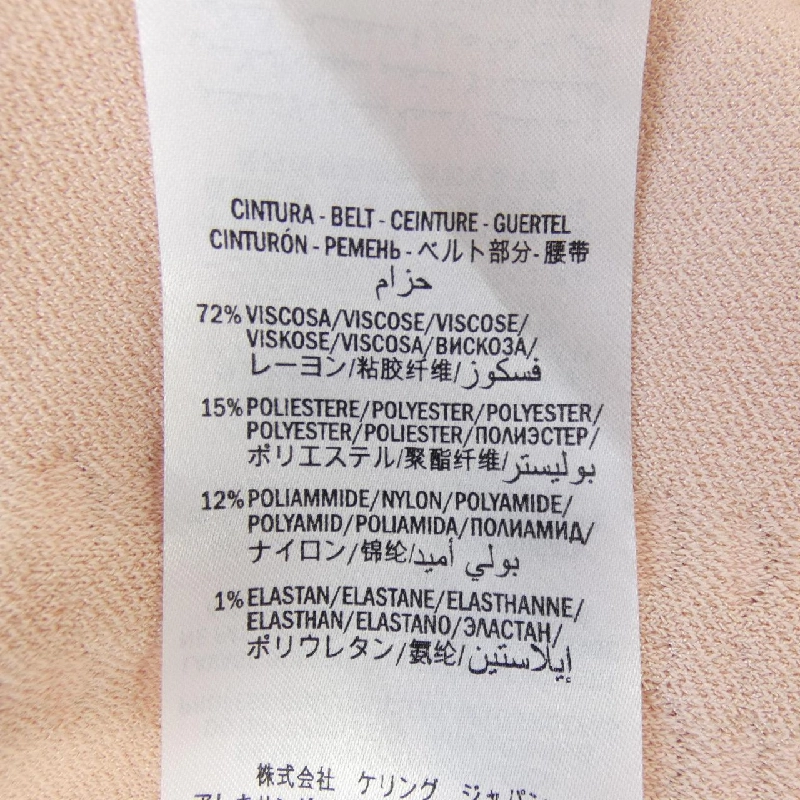 CINTURA - BELT - CEINTURE - GUERTEL
CINTURÓN - РЕМЕНЬ - ベルト部分 - 腰带
حزام
72% VISCOSA/VISCOSE/VISCOSE/
VISKOSE/VISCOSA/ВИСКОЗА/
レーヨン/粘胶纤维/فسكوز
15% POLIESTERE/POLYESTER/POLYESTER/
POLYESTER/POLIESTER/ПОЛИЭСТЕР/
ポリエステル/聚酯纤维/بوليستر
12% POLIAMMIDE/NYLON/POLYAMIDE/
POLYAMID/POLIAMIDA/ПОЛИАМИД/
ナイロン/锦纶/بولي أميد
1% ELASTAN/ELASTANE/ELASTHANNE/
ELASTHAN/ELASTANO/ЭЛАСТАН/
ポリウレタン/氨纶/إيلاستين
株式会社 ケリング ジャパン